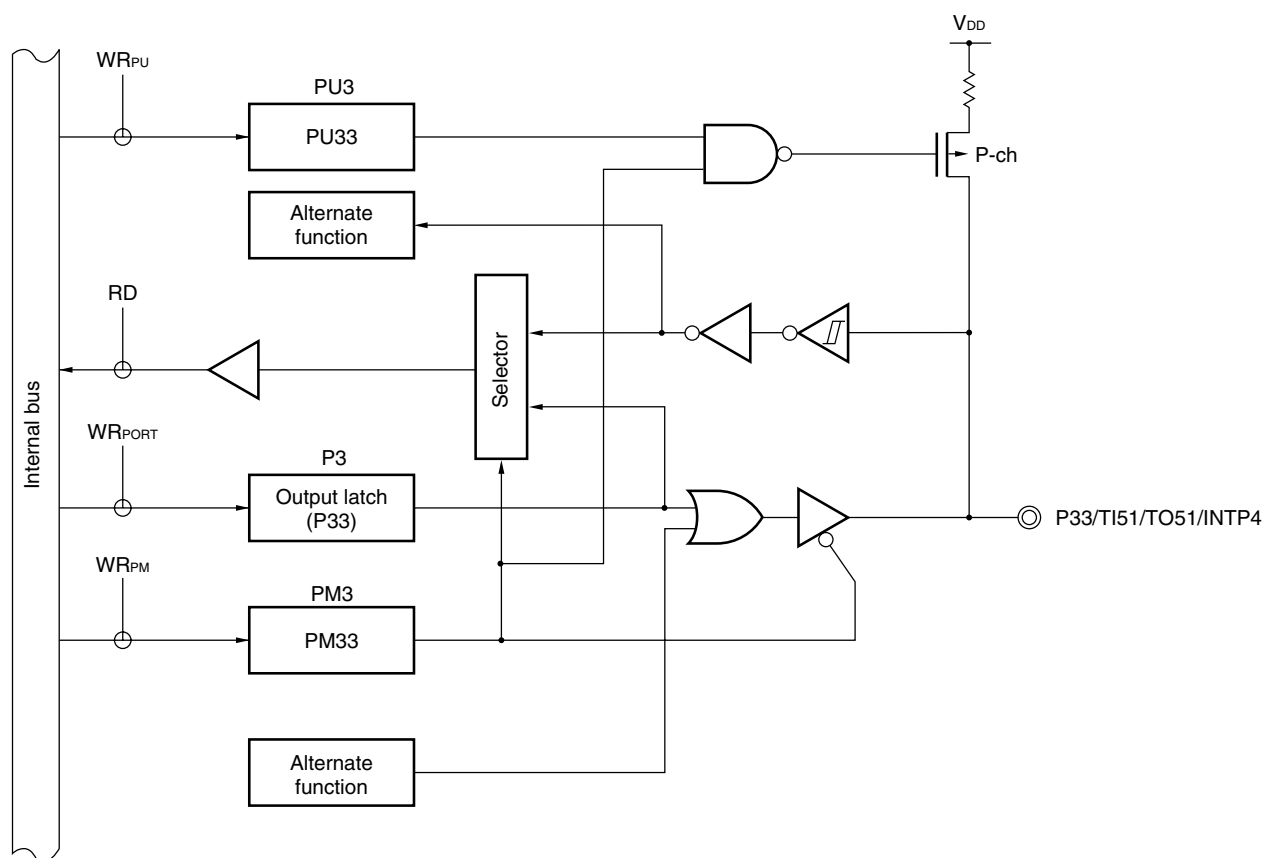 VDD
WRPU
PU3
PU33
P-ch
Alternate
function
RD
Selector
Internal bus
WRPORT
P3
Output latch
(P33)
P33/TI51/TO51/INTP4
WRPM
PM3
PM33
Alternate
function